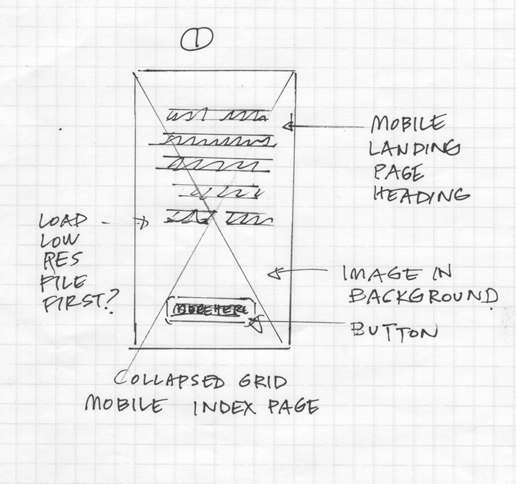 1
MOBILE
LANDING
PAGE
HEADING
LOAD
LOW
RES
FILE
FIRST?
IMAGE IN
BACKGROUND
BUTTON
COLLAPSED GRID
MOBILE INDEX PAGE